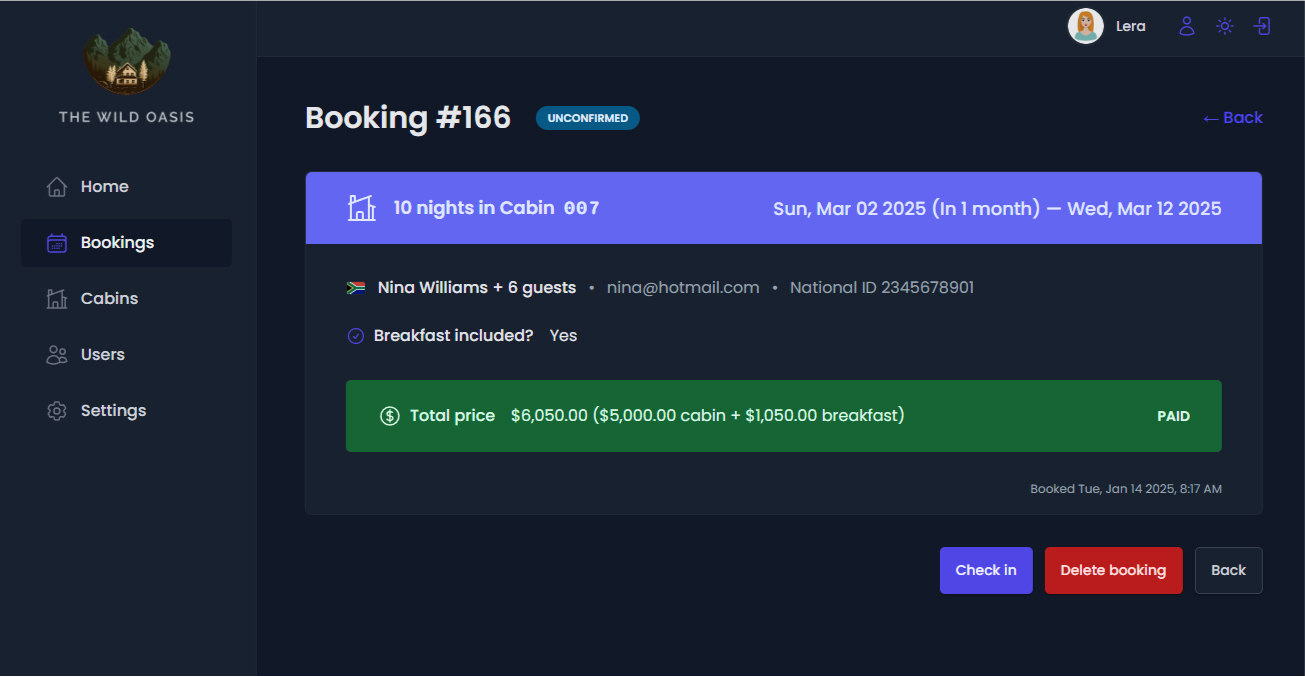 Lera
THE WILD OASIS
Home
Bookings
Cabins
Users
Settings
Booking #166 UNCONFIRMED ← Back
10 nights in Cabin 007 Sun, Mar 02 2025 (In 1 month) — Wed, Mar 12 2025
Nina Williams + 6 guests • nina@hotmail.com • National ID 2345678901
Breakfast included? Yes
Total price $6,050.00 ($5,000.00 cabin + $1,050.00 breakfast) PAID
Booked Tue, Jan 14 2025, 8:17 AM
Check in Delete booking Back